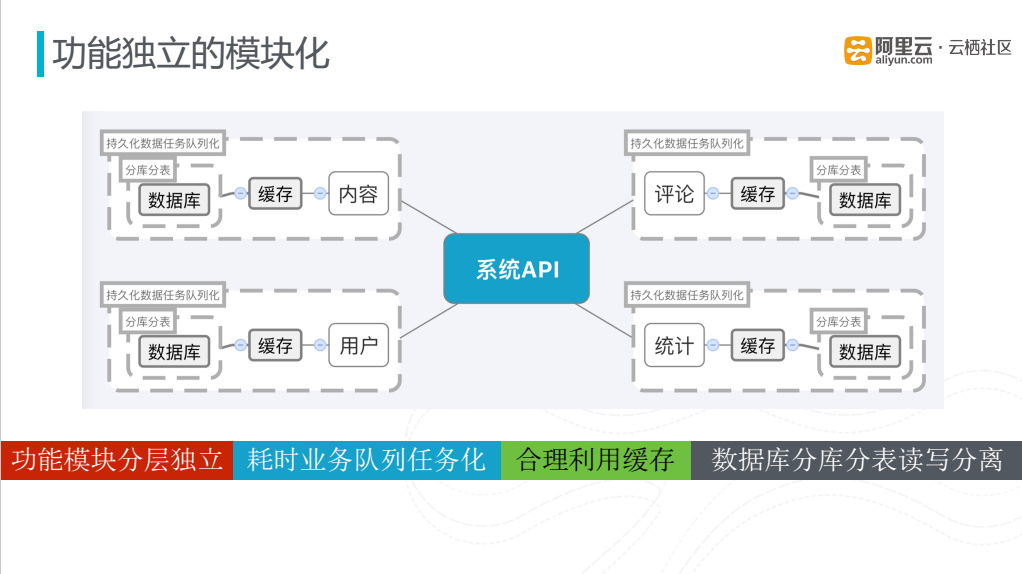 功能独立的模块化
阿里云 · 云栖社区
aliyun.com
持久化数据任务队列化
分库分表
数据库 缓存 内容
持久化数据任务队列化
分库分表
评论 缓存 数据库
系统API
持久化数据任务队列化
分库分表
数据库 缓存 用户
持久化数据任务队列化
分库分表
统计 缓存 数据库
功能模块分层独立 耗时业务队列任务化 合理利用缓存 数据库分库分表读写分离